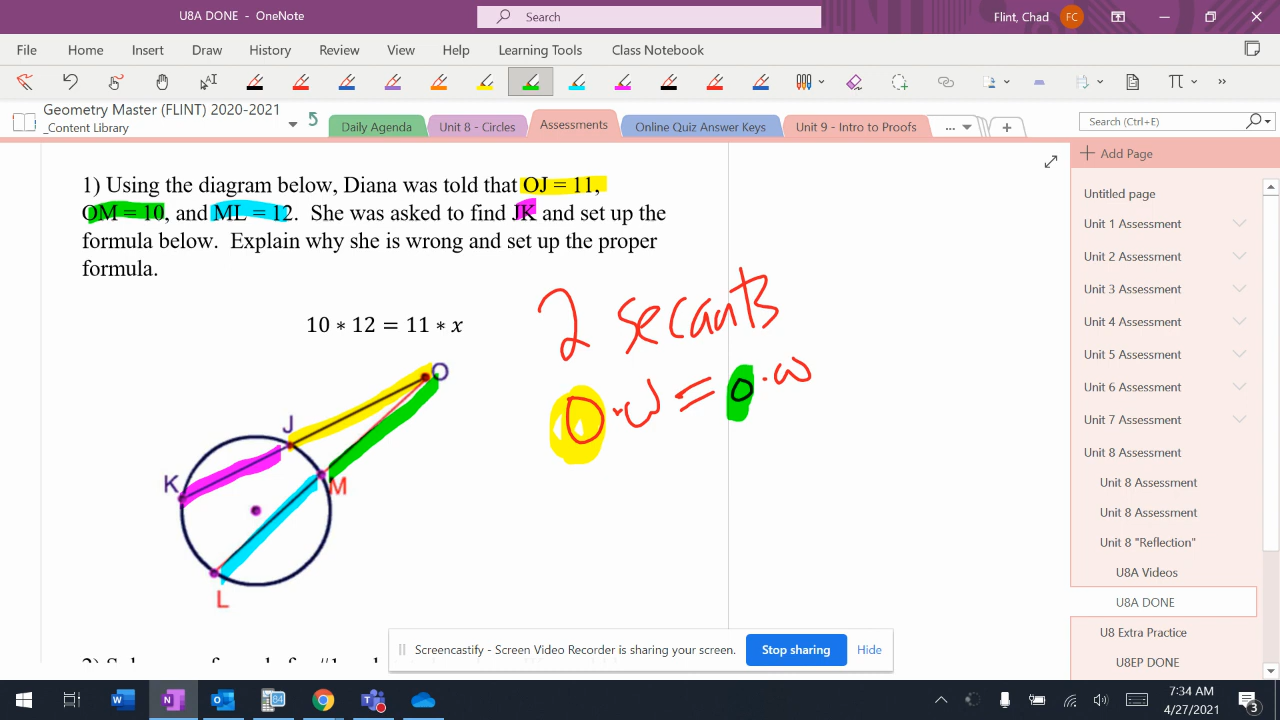 U8A DONE - OneNote
Search
Flint, Chad FC
File Home Insert Draw History Review View Help Learning Tools Class Notebook
Geometry Master (FLINT) 2020-2021
_Content Library
Daily Agenda Unit 8 - Circles Assessments Online Quiz Answer Keys Unit 9 - Intro to Proofs ... +
Search (Ctrl+E)
Add Page
Untitled page
Unit 1 Assessment
Unit 2 Assessment
Unit 3 Assessment
Unit 4 Assessment
Unit 5 Assessment
Unit 6 Assessment
Unit 7 Assessment
Unit 8 Assessment
Unit 8 Assessment
Unit 8 Assessment
Unit 8 "Reflection"
U8A Videos
U8A DONE
U8 Extra Practice
U8EP DONE
1) Using the diagram below, Diana was told that OJ = 11,
OM = 10, and ML = 12. She was asked to find JK and set up the
formula below. Explain why she is wrong and set up the proper
formula.
10 * 12 = 11 * x
2 secants
O · w = o · w
O
J
K
M
L
Screencastify - Screen Video Recorder is sharing your screen.
Stop sharing
Hide
7:34 AM
4/27/2021
3